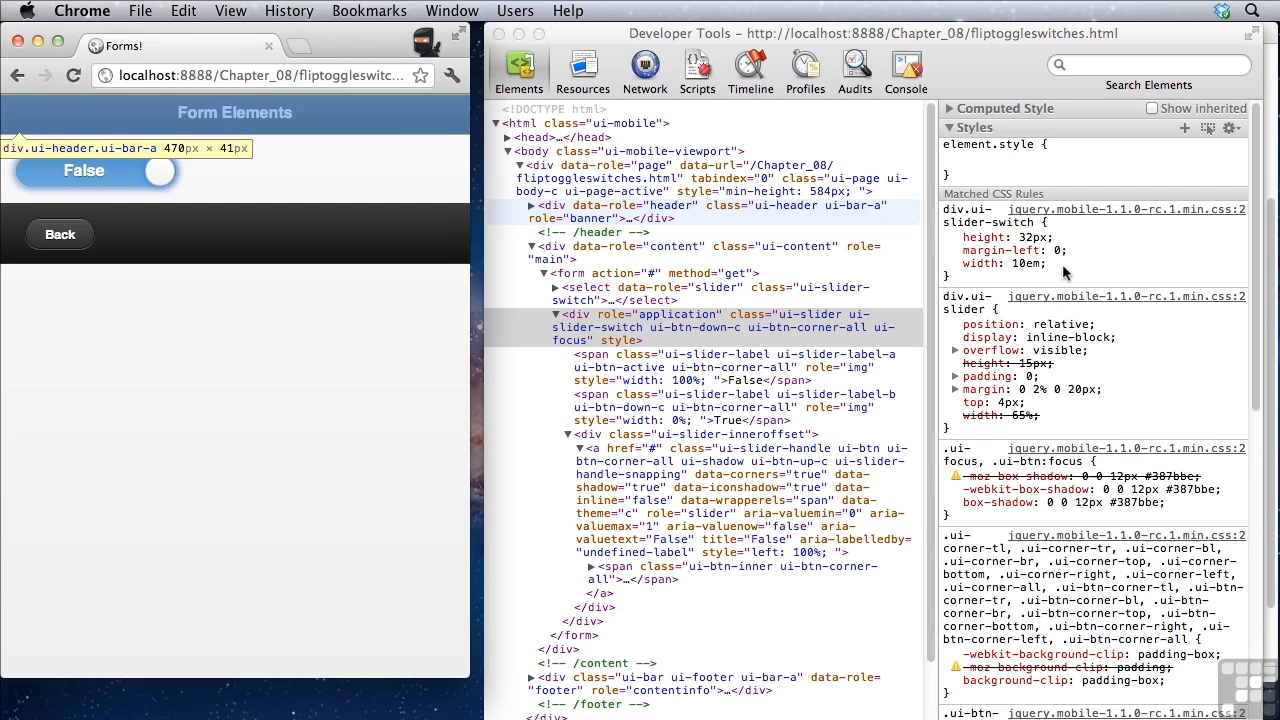 Chrome File Edit View History Bookmarks Window Users Help
Forms!
localhost:8888/Chapter_08/fliptoggleswitc...
Form Elements
div.ui-header.ui-bar-a 470px × 41px
False
Back
Developer Tools - http://localhost:8888/Chapter_08/fliptoggleswitches.html
Elements Resources Network Scripts Timeline Profiles Audits Console
Search Elements
<!DOCTYPE html>
<html class="ui-mobile">
<head>…</head>
<body class="ui-mobile-viewport">
<div data-role="page" data-url="/Chapter_08/
fliptoggleswitches.html" tabindex="0" class="ui-page ui-
body-c ui-page-active" style="min-height: 584px; ">
<div data-role="header" class="ui-header ui-bar-a"
role="banner">…</div>
<!-- /header -->
<div data-role="content" class="ui-content" role=
"main">
<form action="#" method="get">
<select data-role="slider" class="ui-slider-
switch">…</select>
<div role="application" class="ui-slider ui-
slider-switch ui-btn-down-c ui-btn-corner-all ui-
focus" style>
<span class="ui-slider-label ui-slider-label-a
ui-btn-active ui-btn-corner-all" role="img"
style="width: 100%; ">False</span>
<span class="ui-slider-label ui-slider-label-b
ui-btn-down-c ui-btn-corner-all" role="img"
style="width: 0%; ">True</span>
<div class="ui-slider-inneroffset">
<a href="#" class="ui-slider-handle ui-btn ui-
btn-corner-all ui-shadow ui-btn-up-c ui-slider-
handle-snapping" data-corners="true" data-
shadow="true" data-iconshadow="true" data-
inline="false" data-wrapperels="span" data-
theme="c" role="slider" aria-valuemin="0" aria-
valuemax="1" aria-valuenow="false" aria-
valuetext="False" title="False" aria-labelledby=
"undefined-label" style="left: 100%; ">
<span class="ui-btn-inner ui-btn-corner-
all">…</span>
</a>
</div>
</div>
</form>
</div>
<!-- /content -->
<div class="ui-bar ui-footer ui-bar-a" data-role=
"footer" role="contentinfo">…</div>
<!-- /footer -->
</div>
Computed Style Show inherited
Styles
element.style {
}
Matched CSS Rules
div.ui- jquery.mobile-1.1.0-rc.1.min.css:2
slider-switch {
height: 32px;
margin-left: 0;
width: 10em;
}
div.ui- jquery.mobile-1.1.0-rc.1.min.css:2
slider {
position: relative;
display: inline-block;
overflow: visible;
height: 15px;
padding: 0;
margin: 0 2% 0 20px;
top: 4px;
width: 65%;
}
.ui- jquery.mobile-1.1.0-rc.1.min.css:2
focus, .ui-btn:focus {
-moz-box-shadow: 0 0 12px #387bbe;
-webkit-box-shadow: 0 0 12px #387bbe;
box-shadow: 0 0 12px #387bbe;
}
.ui- jquery.mobile-1.1.0-rc.1.min.css:2
corner-tl, .ui-corner-tr, .ui-corner-bl,
.ui-corner-br, .ui-corner-top, .ui-corner-
bottom, .ui-corner-right, .ui-corner-left,
.ui-corner-all, .ui-btn-corner-tl, .ui-
btn-corner-tr, .ui-btn-corner-bl, .ui-btn-
corner-br, .ui-btn-corner-top, .ui-btn-
corner-bottom, .ui-btn-corner-right, .ui-
btn-corner-left, .ui-btn-corner-all {
-webkit-background-clip: padding-box;
-moz-background-clip: padding;
background-clip: padding-box;
}
.ui-btn- jquery.mobile-1.1.0-rc.1.min.css:2